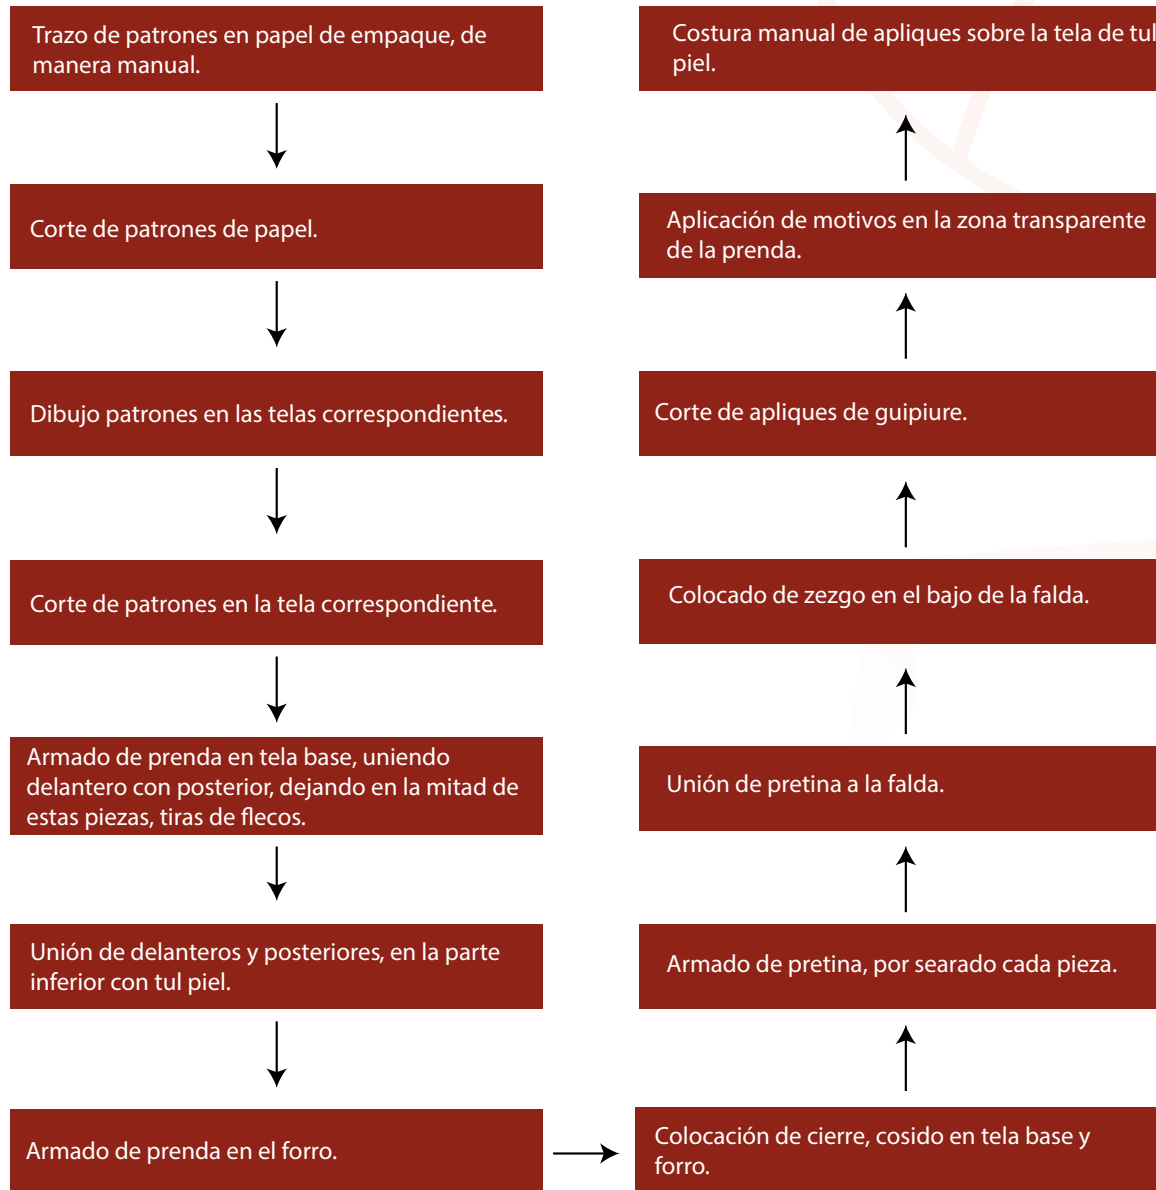 Trazo de patrones en papel de empaque, de
manera manual.
Corte de patrones de papel.
Dibujo patrones en las telas correspondientes.
Corte de patrones en la tela correspondiente.
Armado de prenda en tela base, uniendo
delantero con posterior, dejando en la mitad de
estas piezas, tiras de flecos.
Unión de delanteros y posteriores, en la parte
inferior con tul piel.
Armado de prenda en el forro.
Colocación de cierre, cosido en tela base y
forro.
Armado de pretina, por searado cada pieza.
Unión de pretina a la falda.
Colocado de zezgo en el bajo de la falda.
Corte de apliques de guipiure.
Aplicación de motivos en la zona transparente
de la prenda.
Costura manual de apliques sobre la tela de tul
piel.